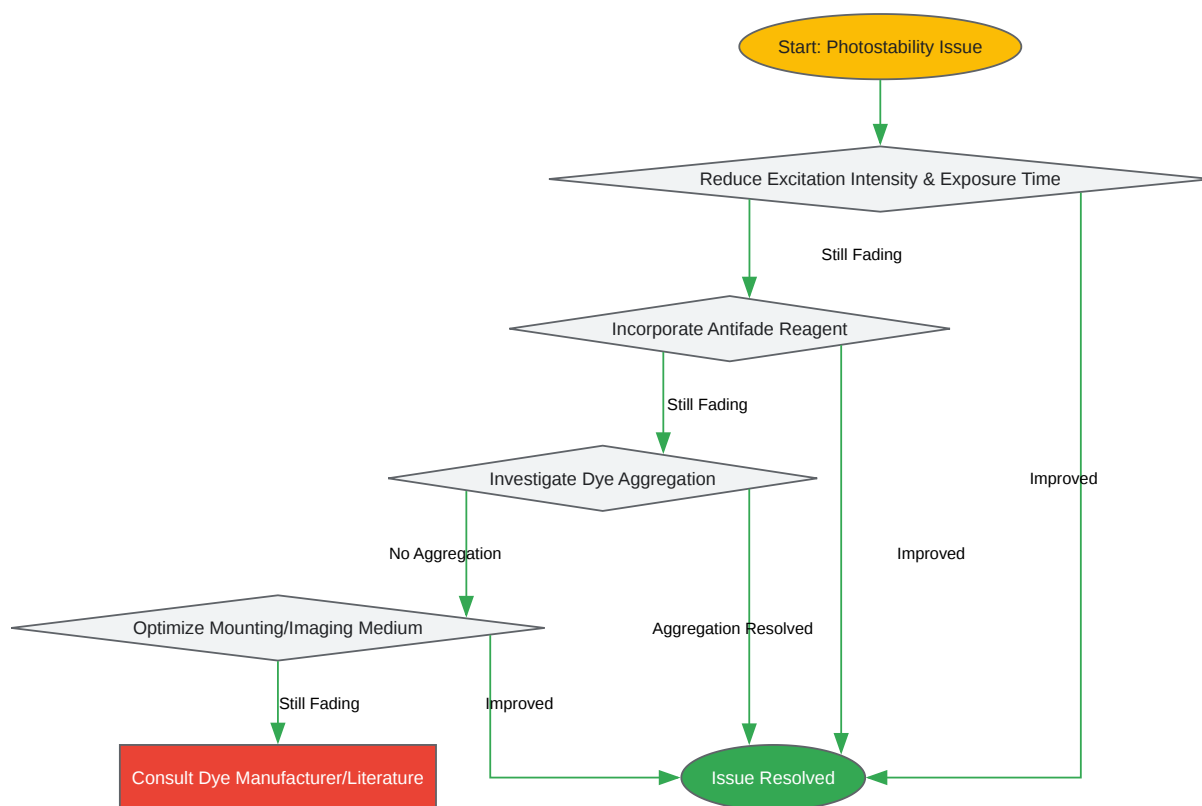 Start: Photostability Issue
Reduce Excitation Intensity & Exposure Time
Still Fading
Incorporate Antifade Reagent
Still Fading
Investigate Dye Aggregation
Improved
No Aggregation
Improved
Optimize Mounting/Imaging Medium
Aggregation Resolved
Still Fading
Improved
Consult Dye Manufacturer/Literature
Issue Resolved